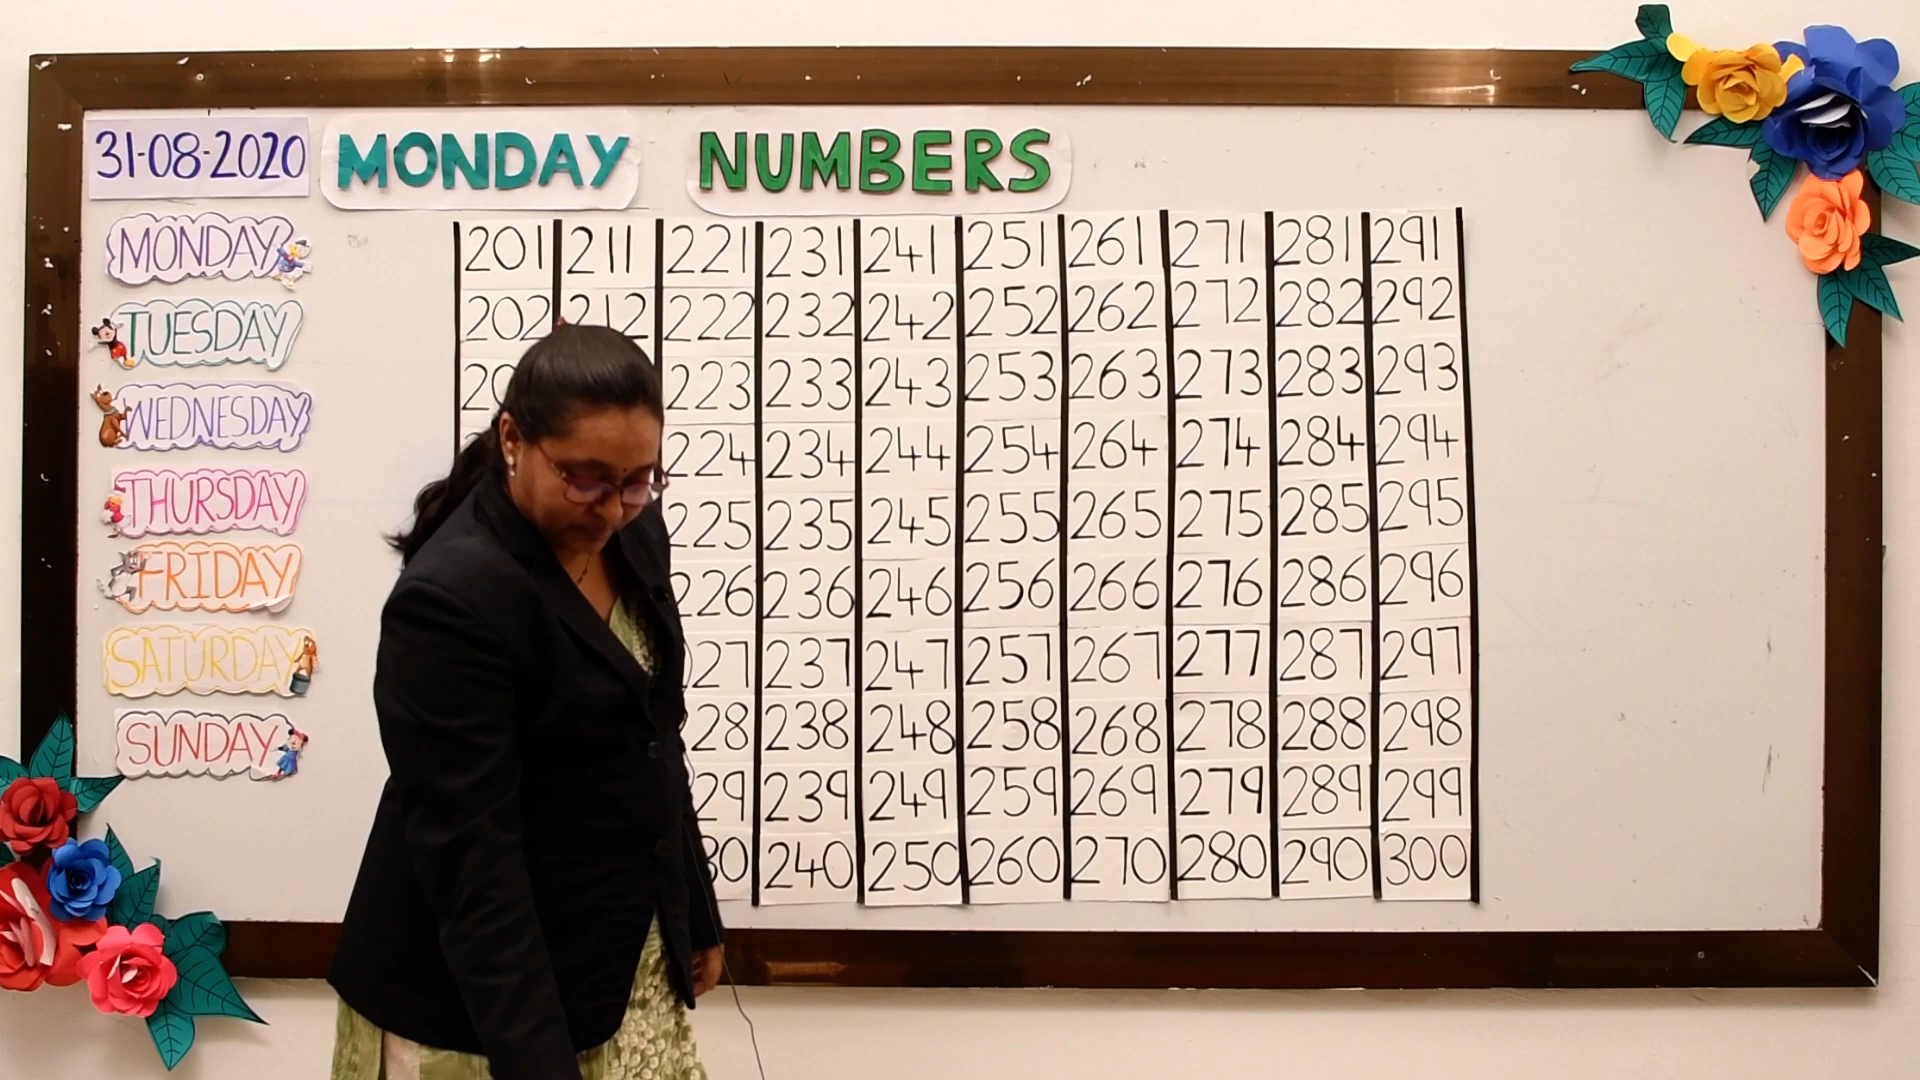 31-08-2020 MONDAY NUMBERS
MONDAY
TUESDAY
WEDNESDAY
THURSDAY
FRIDAY
SATURDAY
SUNDAY
201 211 221 231 241 251 261 271 281 291
202 212 222 232 242 252 262 272 282 292
223 233 243 253 263 273 283 293
224 234 244 254 264 274 284 294
225 235 245 255 265 275 285 295
226 236 246 256 266 276 286 296
237 247 257 267 277 287 297
238 248 258 268 278 288 298
239 249 259 269 279 289 299
240 250 260 270 280 290 300